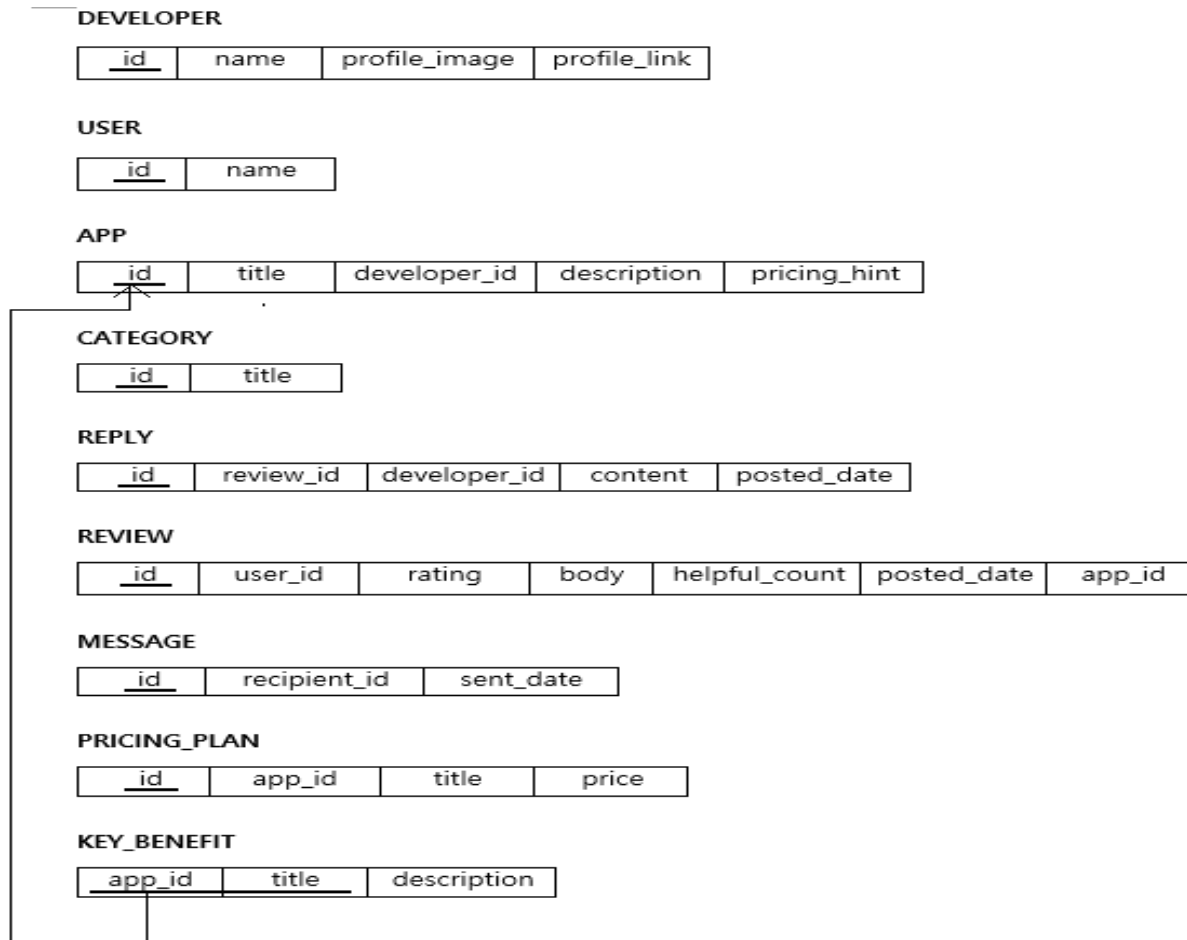 DEVELOPER
id name profile_image profile_link
USER
id name
APP
id title developer_id description pricing_hint
CATEGORY
id title
REPLY
id review_id developer_id content posted_date
REVIEW
id user_id rating body helpful_count posted_date app_id
MESSAGE
id recipient_id sent_date
PRICING_PLAN
id app_id title price
KEY_BENEFIT
app_id title description